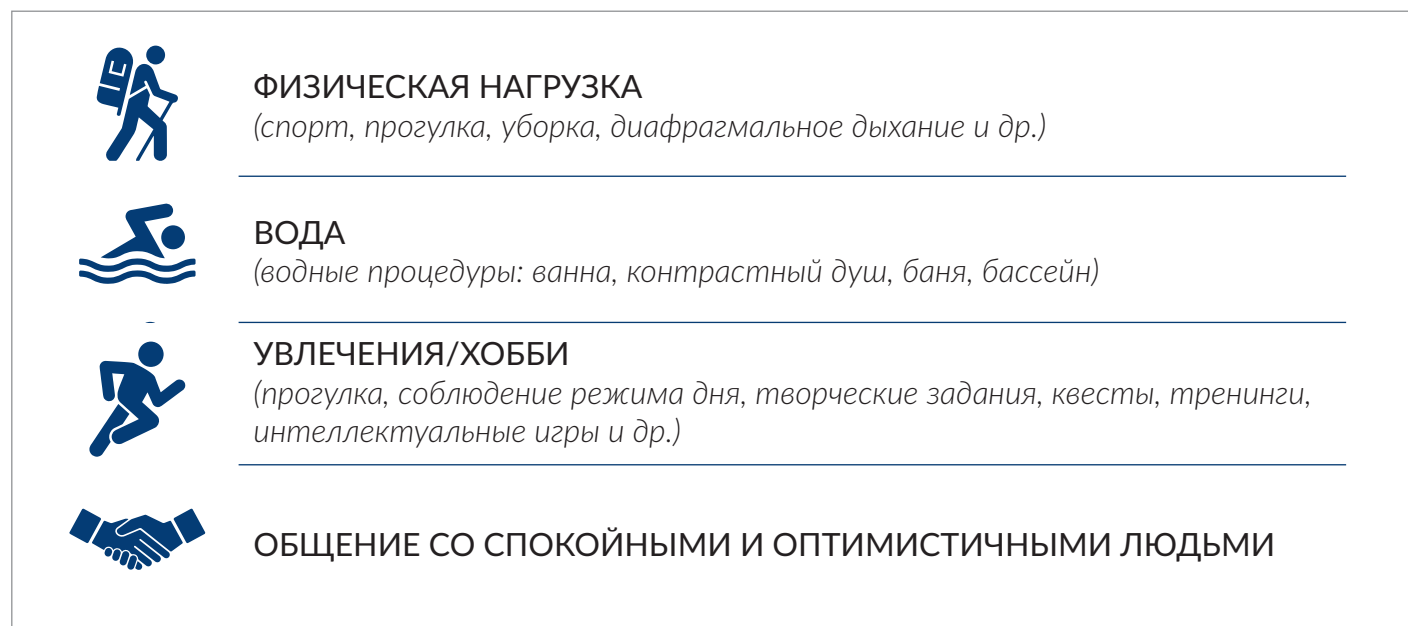 ФИЗИЧЕСКАЯ НАГРУЗКА
(спорт, прогулка, уборка, диафрагмальное дыхание и др.)
ВОДА
(водные процедуры: ванна, контрастный душ, баня, бассейн)
УВЛЕЧЕНИЯ/ХОББИ
(прогулка, соблюдение режима дня, творческие задания, квесты, тренинги,
интеллектуальные игры и др.)
ОБЩЕНИЕ СО СПОКОЙНЫМИ И ОПТИМИСТИЧНЫМИ ЛЮДЬМИ